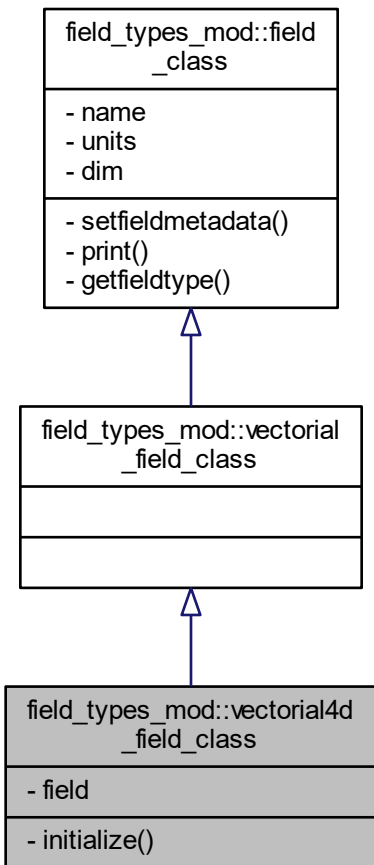 field_types_mod::field
_class
- name
- units
- dim
- setfieldmetadata()
- print()
- getfieldtype()
field_types_mod::vectorial
_field_class
field_types_mod::vectorial4d
_field_class
- field
- initialize()